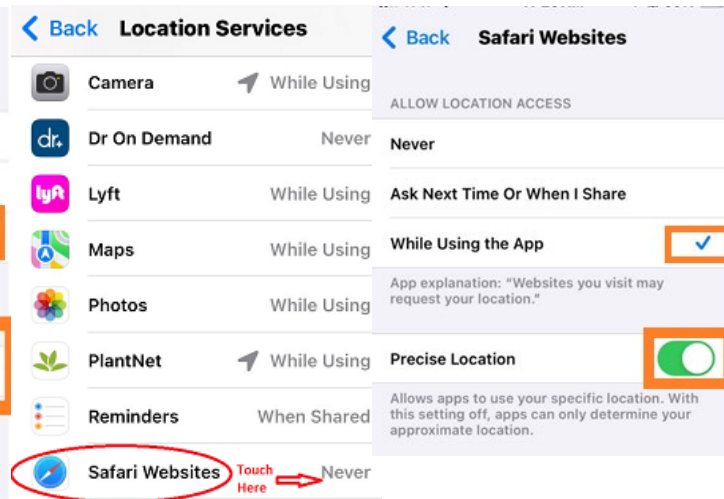 Back Location Services
Camera While Using
dr. Dr On Demand Never
lyft Lyft While Using
Maps While Using
Photos While Using
PlantNet While Using
Reminders When Shared
Safari Websites Touch Here Never
Back Safari Websites
ALLOW LOCATION ACCESS
Never
Ask Next Time Or When I Share
While Using the App
App explanation: “Websites you visit may
request your location.”
Precise Location
Allows apps to use your specific location. With
this setting off, apps can only determine your
approximate location.